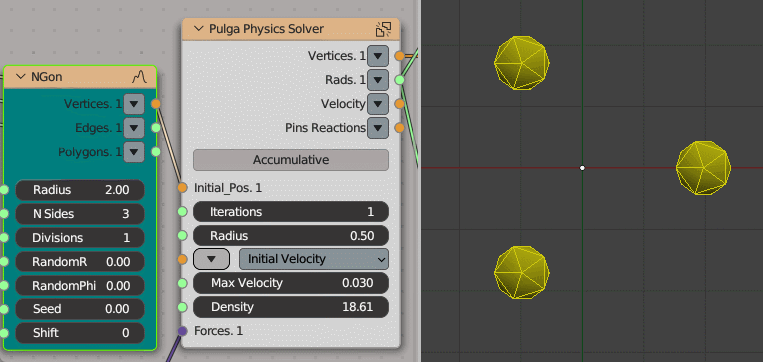 NGon
Vertices. 1
Edges. 1
Polygons. 1
Radius 2.00
N Sides 3
Divisions 1
RandomR 0.00
RandomPhi 0.00
Seed 0.00
Shift 0
Pulga Physics Solver
Vertices. 1
Rads. 1
Velocity
Pins Reactions
Accumulative
Initial_Pos. 1
Iterations 1
Radius 0.50
Initial Velocity
Max Velocity 0.030
Density 18.61
Forces. 1